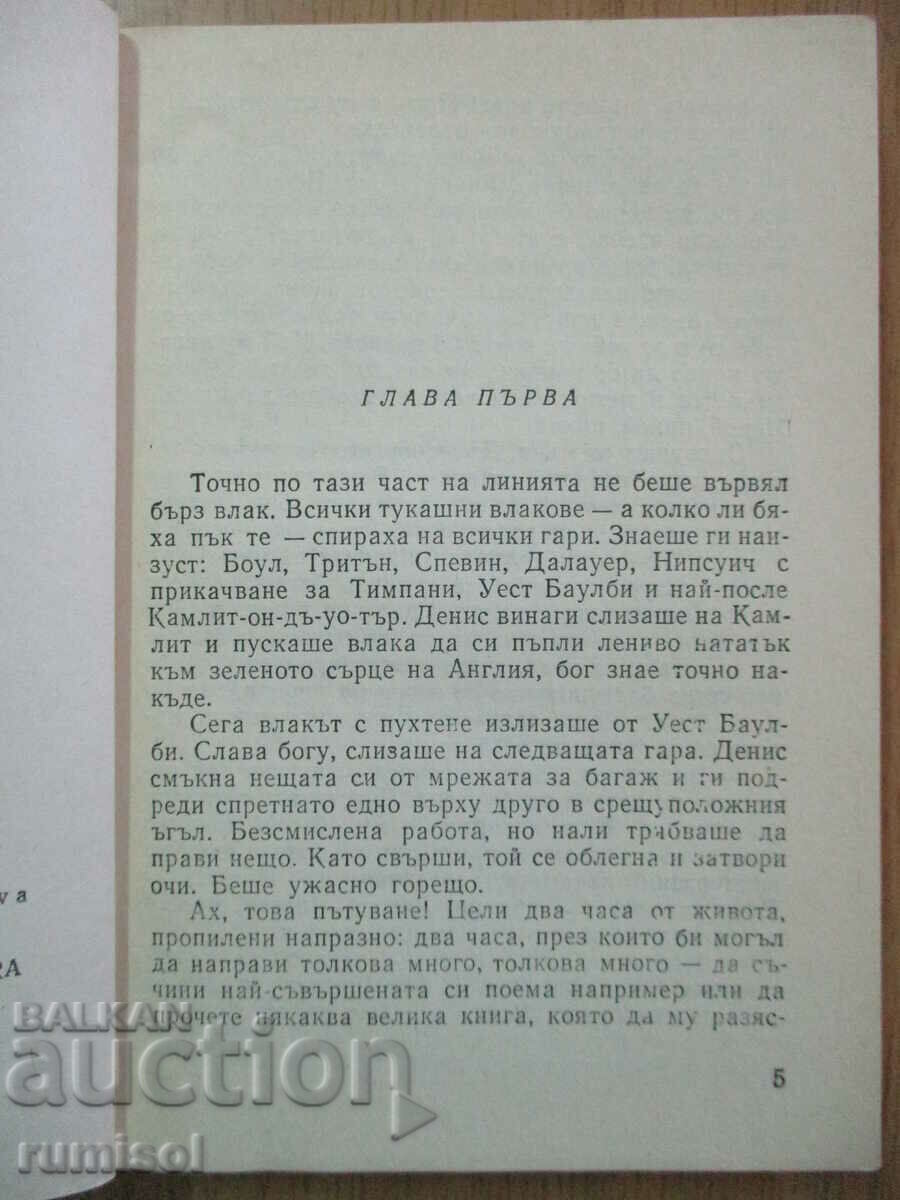 ГЛАВА ПЪРВА
Точно по тази част на линията не беше вървял
бърз влак. Всички тукашни влакове — а колко ли бя-
ха пък те — спираха на всички гари. Знаеше ги наи-
зуст: Боул, Тритън, Спевин, Далауер, Нипсуич с
прикачване за Тимпани, Уест Баулби и най-после
Камлит-он-дъ-уо-тър. Денис винаги слизаше на Кам-
лит и пускаше влака да си пъпли лениво нататък
към зеленото сърце на Англия, бог знае точно на-
къде.
Сега влакът с пухтене излизаше от Уест Баул-
би. Слава богу, слизаше на следващата гара. Денис
смъкна нещата си от мрежата за багаж и ги под-
реди спретнато едно върху друго в срещуположния
ъгъл. Безсмислена работа, но нали трябваше да
прави нещо. Като свърши, той се облегна и затвори
очи. Беше ужасно горещо.
Ах, това пътуване! Цели два часа от живота,
пропилени напразно: два часа, през които би могъл
да направи толкова много, толкова много — да съ-
чини най-съвършената си поема например или да
прочете някаква велика книга, която да му разяс-
5
va
RA
BALKAN
auction
rumisol